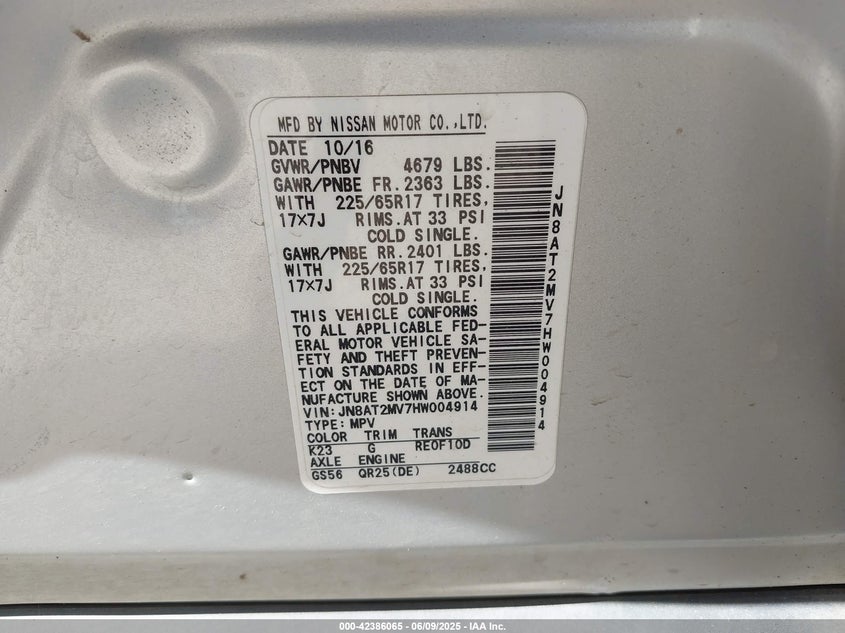 MFD BY NISSAN MOTOR CO.,LTD.
DATE 10/16
GVWR/PNBV 4679 LBS.
GAWR/PNBE FR. 2363 LBS.
WITH 225/65R17 TIRES,
17×7J RIMS.AT 33 PSI
COLD SINGLE.
GAWR/PNBE RR. 2401 LBS.
WITH 225/65R17 TIRES,
17×7J RIMS.AT 33 PSI
COLD SINGLE.
THIS VEHICLE CONFORMS
TO ALL APPLICABLE FED-
ERAL MOTOR VEHICLE SA-
FETY AND THEFT PREVEN-
TION STANDARDS IN EFF-
ECT ON THE DATE OF MA-
NUFACTURE SHOWN ABOVE.
VIN:JN8AT2MV7HW004914
TYPE:MPV
COLOR TRIM TRANS
K23 G RE0F10D
AXLE ENGINE
GS56 QR25(DE) 2488CC
JN8AT2MV7HW004914
000-42386065 - 06/09/2025 - IAA Inc.